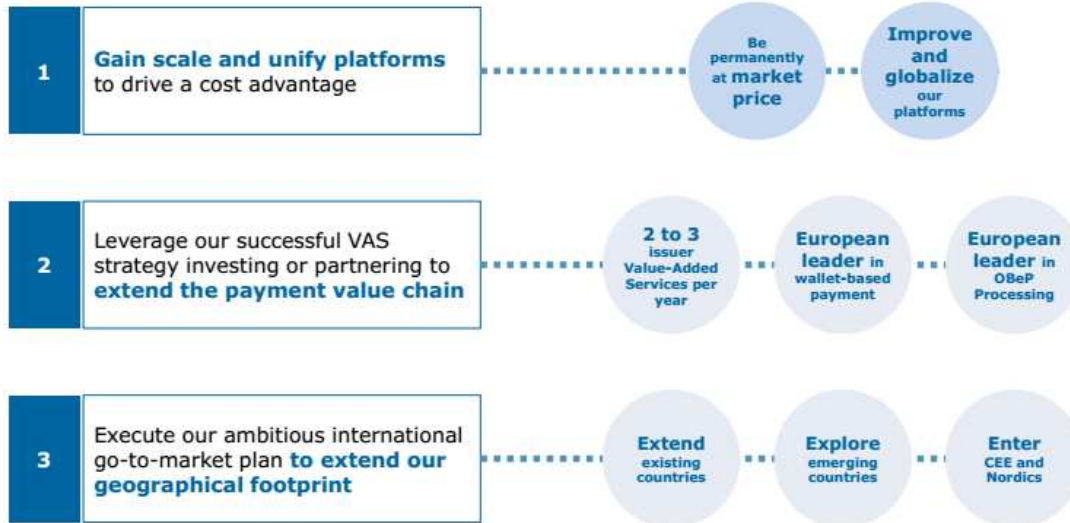 1
Gain scale and unify platforms
to drive a cost advantage
Be
permanently
at market
price
Improve
and
globalize
our
platforms
2
Leverage our successful VAS
strategy investing or partnering to
extend the payment value chain
2 to 3
issuer
Value-Added
Services per
year
European
leader in
wallet-based
payment
European
leader in
OBeP
Processing
3
Execute our ambitious international
go-to-market plan to extend our
geographical footprint
Extend
existing
countries
Explore
emerging
countries
Enter
CEE and
Nordics